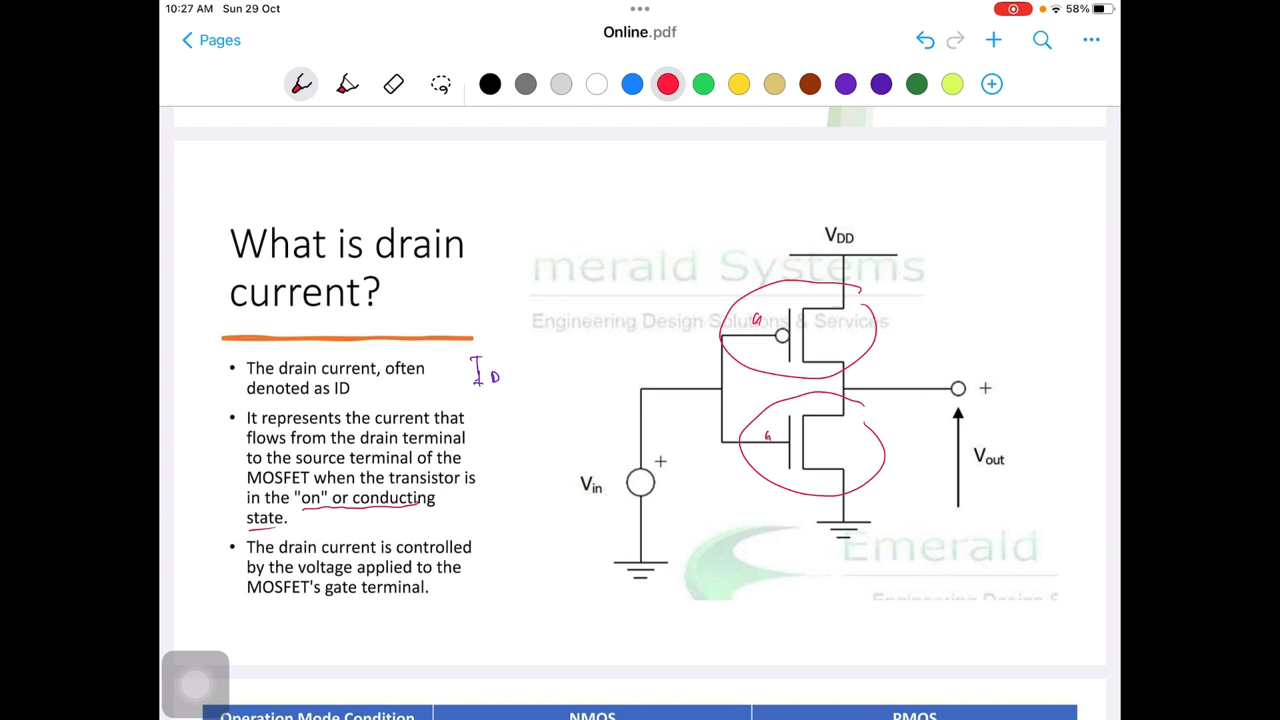 10:27 AM Sun 29 Oct
58%
Online.pdf
Pages
What is drain
current?
• The drain current, often
denoted as ID
ID
• It represents the current that
flows from the drain terminal
to the source terminal of the
MOSFET when the transistor is
in the "on" or conducting
state.
• The drain current is controlled
by the voltage applied to the
MOSFET's gate terminal.
VDD
merald Systems
Engineering Design Solutions & Services
G
G
+
+
Vin
Vout
Emerald
Engineering Design S
Operation Mode Condition NMOS PMOS